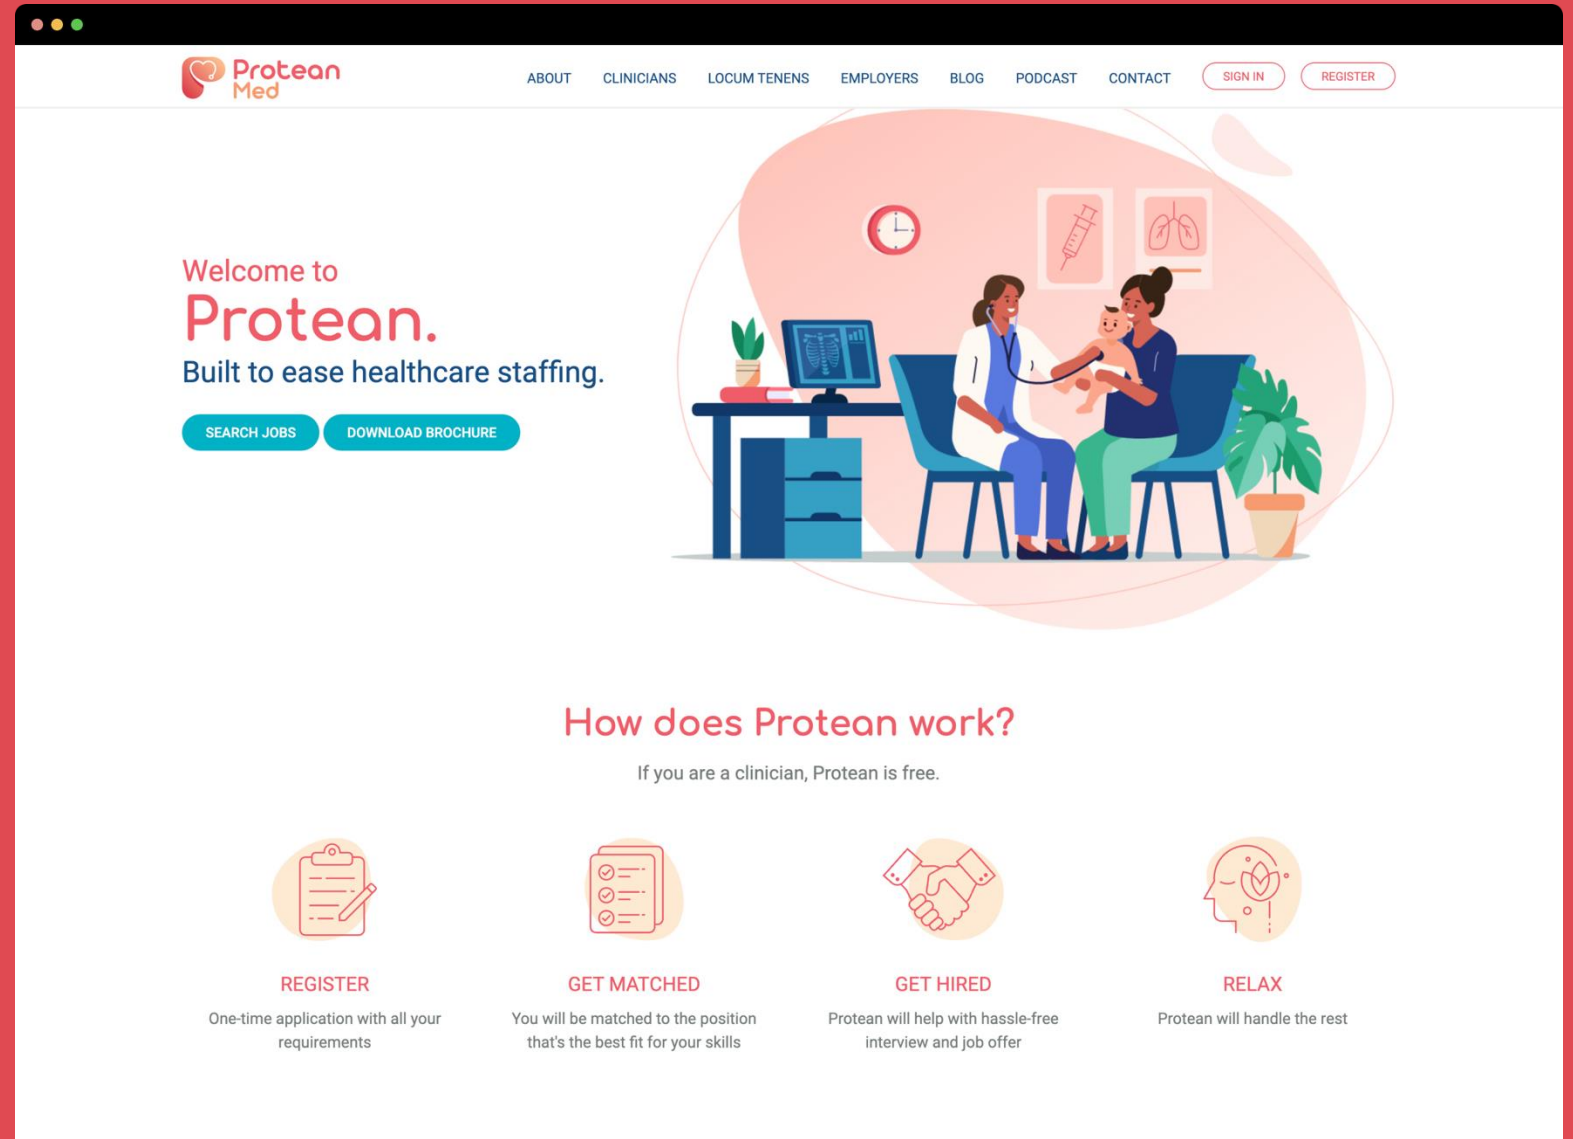 Protean
Med
ABOUT CLINICIANS LOCUM TENENS EMPLOYERS BLOG PODCAST CONTACT SIGN IN REGISTER
Welcome to
Protean.
Built to ease healthcare staffing.
SEARCH JOBS DOWNLOAD BROCHURE
How does Protean work?
If you are a clinician, Protean is free.
REGISTER
One-time application with all your
requirements
GET MATCHED
You will be matched to the position
that's the best fit for your skills
GET HIRED
Protean will help with hassle-free
interview and job offer
RELAX
Protean will handle the rest